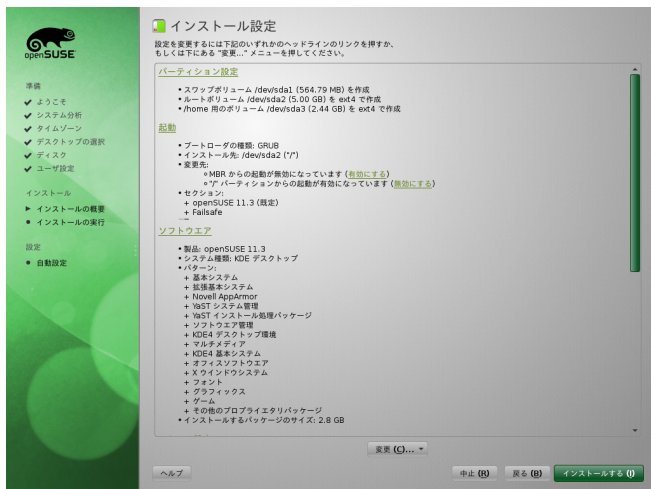 openSUSE
準備
ようこそ
システム分析
タイムゾーン
デスクトップの選択
ディスク
ユーザ設定
インストール
インストールの概要
インストールの実行
設定
自動設定
インストール設定
設定を変更するには下記のいずれかのヘッドラインのリンクを押すか、
もしくは下にある "変更..." メニューを押してください。
パーティション設定
• スワップボリューム /dev/sda1 (564.79 MB) を作成
• ルートボリューム /dev/sda2 (5.00 GB) を ext4 で作成
• /home 用のボリューム /dev/sda3 (2.44 GB) を ext4 で作成
起動
• ブートローダの種類: GRUB
• インストール先: /dev/sda2 ("/")
• 変更先:
◦ MBR からの起動が無効になっています (有効にする)
◦ "/" パーティションからの起動が有効になっています (無効にする)
• セクション:
+ openSUSE 11.3 (既定)
+ Failsafe
ソフトウエア
• 製品: openSUSE 11.3
• システム種類: KDE デスクトップ
• パターン:
+ 基本システム
+ 拡張基本システム
+ Novell AppArmor
+ YaST システム管理
+ YaST インストール処理パッケージ
+ ソフトウエア管理
+ KDE4 デスクトップ環境
+ マルチメディア
+ KDE4 基本システム
+ オフィスソフトウエア
+ X ウインドウシステム
+ フォント
+ グラフィックス
+ ゲーム
+ その他のプロプライエタリパッケージ
• インストールするパッケージのサイズ: 2.8 GB
変更 (C)...
ヘルプ
中止 (R)
戻る (B)
インストールする (I)